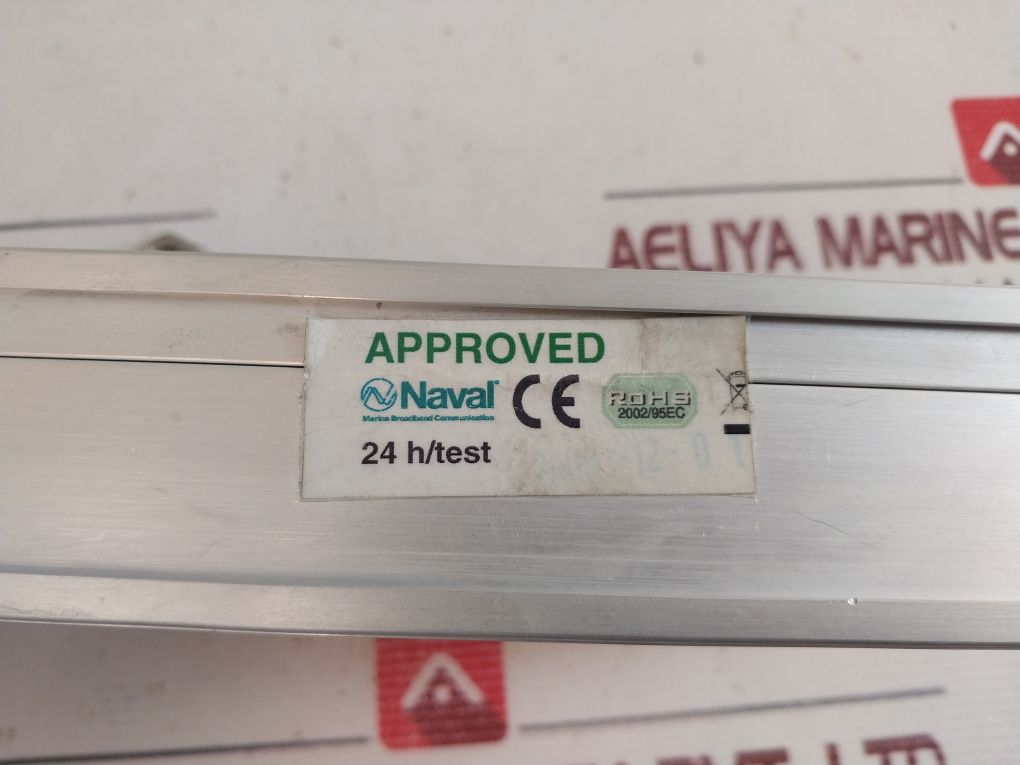 AELIYA MARINE
APPROVED
Naval
Marine Broadband Communication
CE
RoHS
2002/95EC
24 h/test